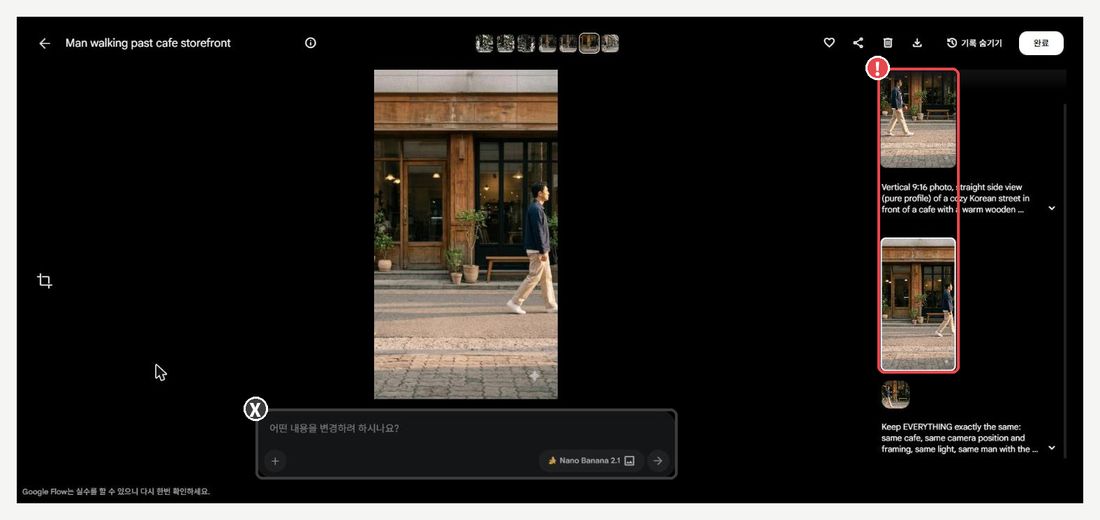 Man walking past cafe storefront
기록 숨기기
완료
!
Vertical 9:16 photo, straight side view
(pure profile) of a cozy Korean street in
front of a cafe with a warm wooden ...
X
어떤 내용을 변경하려 하시나요?
Nano Banana 2.1
Keep EVERYTHING exactly the same:
same cafe, same camera position and
framing, same light, same man with the ...
Google Flow는 실수를 할 수 있으니 다시 한번 확인하세요.